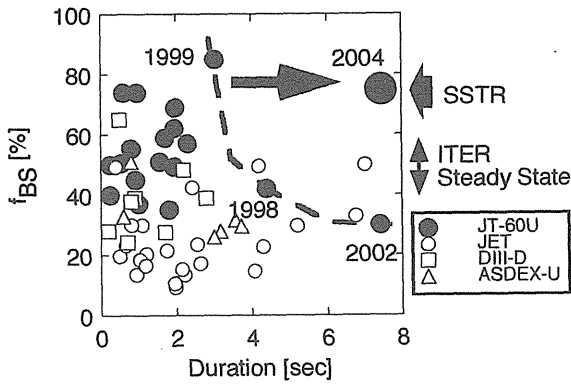 100
80
60
40
20
0
f BS [%]
1999
2004
1998
2002
SSTR
ITER
Steady State
JT-60U
JET
DIII-D
ASDEX-U
0 2 4 6 8
Duration [sec]